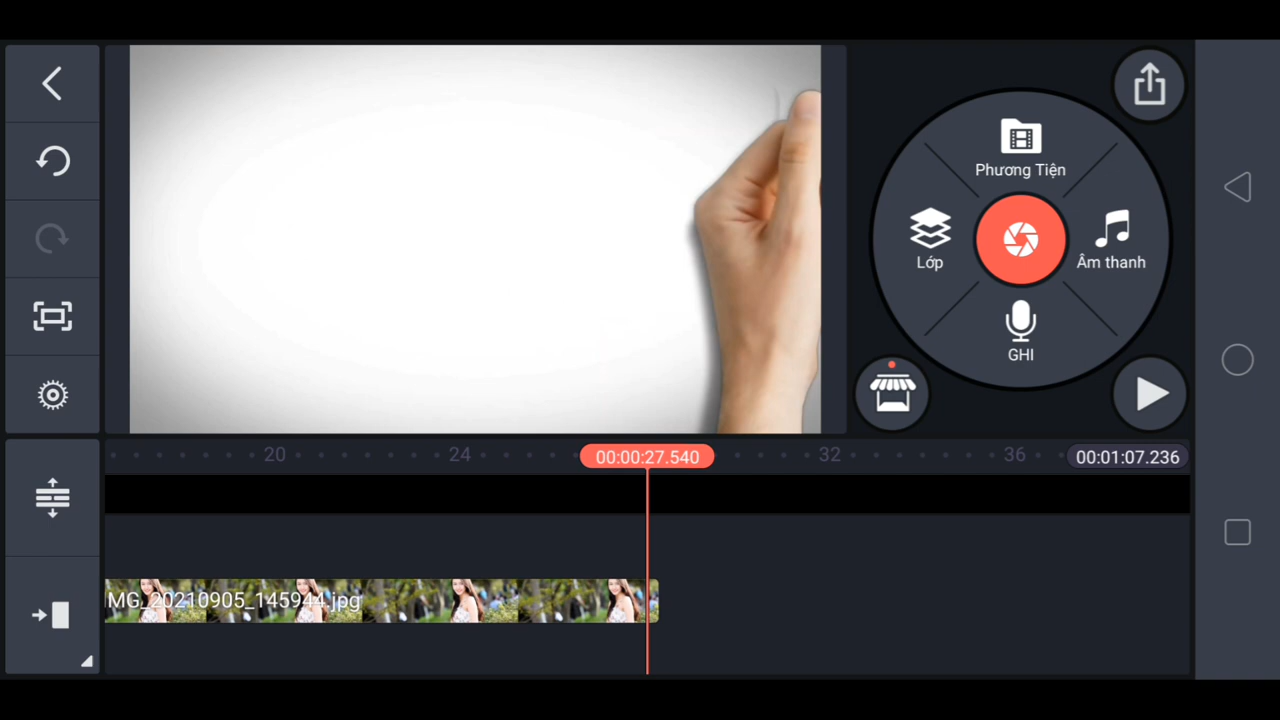 Phương Tiện
Lớp
Âm thanh
GHI
20
24
00:00:27.540
32
36
00:01:07.236
MG_20210905_145944.jpg